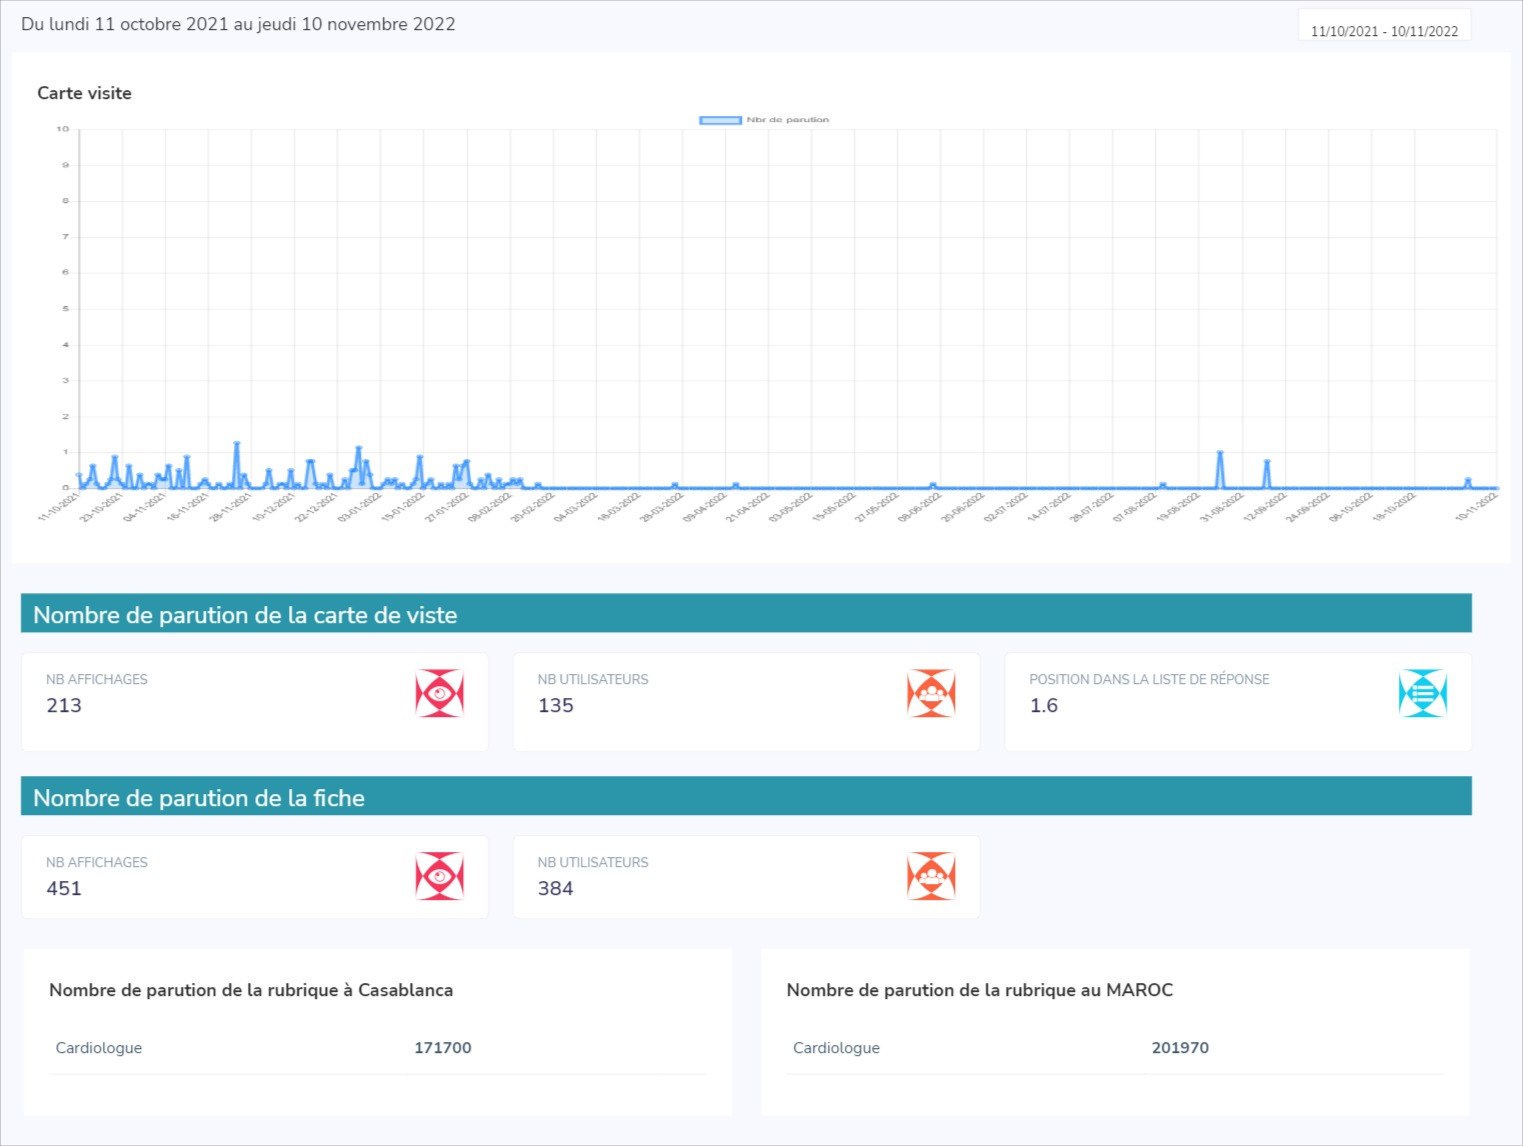 Du lundi 11 octobre 2021 au jeudi 10 novembre 2022
11/10/2021 - 10/11/2022
Carte visite
Nbr de parution
10
9
8
7
6
5
4
3
2
1
0
11-10-2021 23-10-2021 04-11-2021 16-11-2021 28-11-2021 10-12-2021 22-12-2021 03-01-2022 15-01-2022 27-01-2022 08-02-2022 20-02-2022 04-03-2022 16-03-2022 28-03-2022 09-04-2022 21-04-2022 03-05-2022 15-05-2022 27-05-2022 08-06-2022 20-06-2022 02-07-2022 14-07-2022 26-07-2022 07-08-2022 19-08-2022 31-08-2022 12-09-2022 24-09-2022 06-10-2022 18-10-2022 10-11-2022
Nombre de parution de la carte de viste
NB AFFICHAGES
213
NB UTILISATEURS
135
POSITION DANS LA LISTE DE RÉPONSE
1.6
Nombre de parution de la fiche
NB AFFICHAGES
451
NB UTILISATEURS
384
Nombre de parution de la rubrique à Casablanca
Cardiologue 171700
Nombre de parution de la rubrique au MAROC
Cardiologue 201970